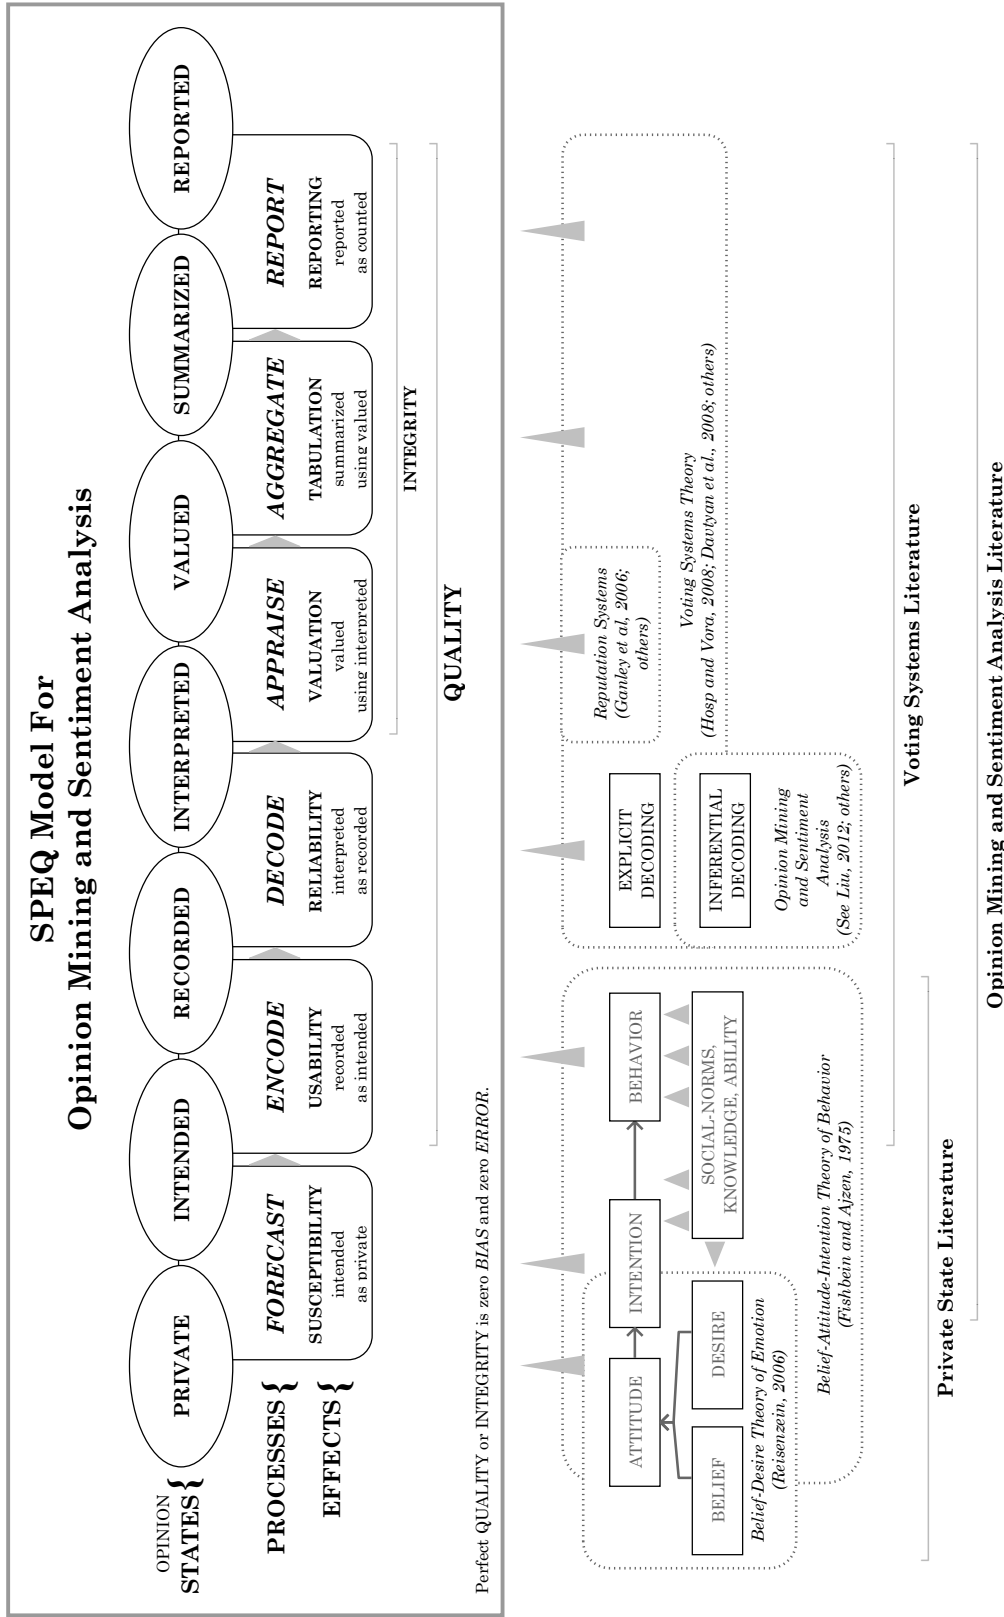 SPEQ Model For
Opinion Mining and Sentiment Analysis
OPINION
STATES {
PRIVATE
INTENDED
RECORDED
INTERPRETED
VALUED
SUMMARIZED
REPORTED
PROCESSES {
EFFECTS {
FORECAST
SUSCEPTIBILITY
intended
as private
ENCODE
USABILITY
recorded
as intended
DECODE
RELIABILITY
interpreted
as recorded
APPRAISE
VALUATION
valued
using interpreted
AGGREGATE
TABULATION
summarized
using valued
REPORT
REPORTING
reported
as counted
INTEGRITY
QUALITY
Perfect QUALITY or INTEGRITY is zero BIAS and zero ERROR.
ATTITUDE
INTENTION
BEHAVIOR
BELIEF
DESIRE
SOCIAL-NORMS,
KNOWLEDGE, ABILITY
Belief-Desire Theory of Emotion
(Reisenzein, 2006)
Belief-Attitude-Intention Theory of Behavior
(Fishbein and Ajzen, 1975)
EXPLICIT
DECODING
INFERENTIAL
DECODING
Opinion Mining
and Sentiment
Analysis
(See Liu, 2012; others)
Reputation Systems
(Ganley et al, 2006;
others)
Voting Systems Theory
(Hosp and Vora, 2008; Davtyan et al., 2008; others)
Private State Literature
Voting Systems Literature
Opinion Mining and Sentiment Analysis Literature